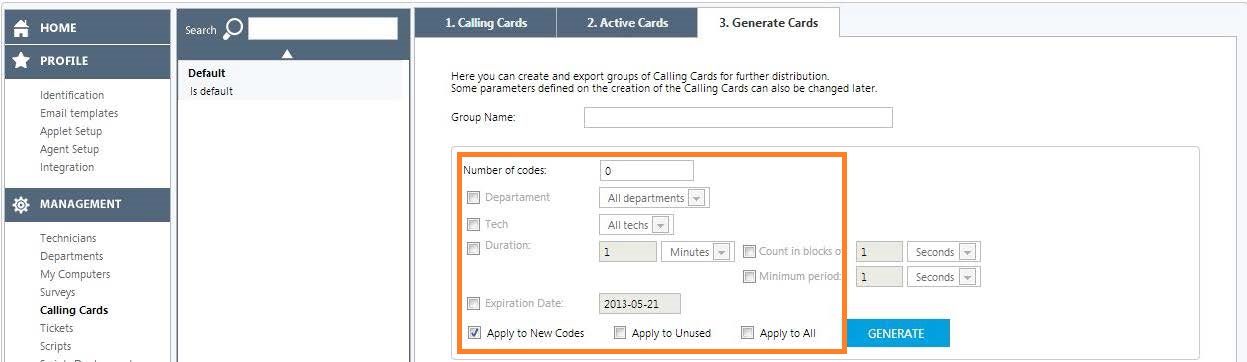 HOME
PROFILE
Identification
Email templates
Applet Setup
Agent Setup
Integration
MANAGEMENT
Technicians
Departments
My Computers
Surveys
Calling Cards
Tickets
Scripts
Search
Default
Is default
1. Calling Cards
2. Active Cards
3. Generate Cards
Here you can create and export groups of Calling Cards for further distribution.
Some parameters defined on the creation of the Calling Cards can also be changed later.
Group Name:
Number of codes: 0
Departament All departments
Tech All techs
Duration: 1 Minutes Count in blocks o 1 Seconds
Minimum period: 1 Seconds
Expiration Date: 2013-05-21
Apply to New Codes Apply to Unused Apply to All GENERATE